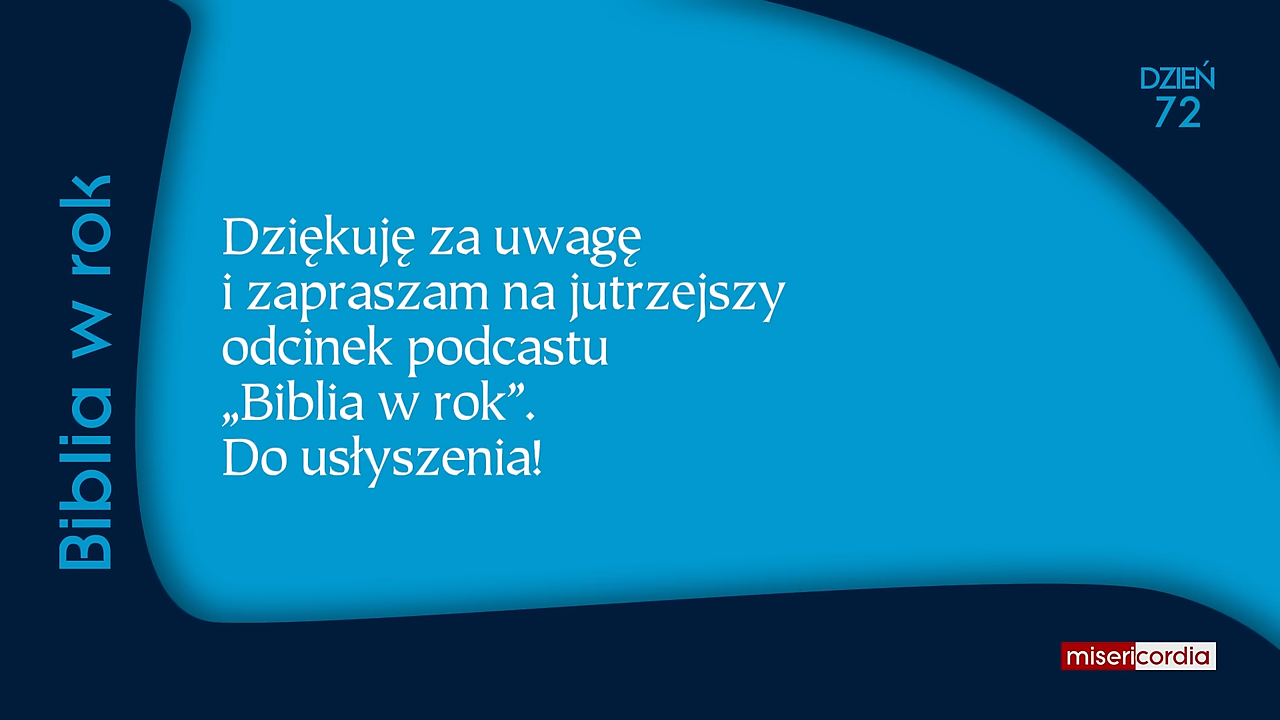 Biblia w rok
DZIEŃ
72
Dziękuję za uwagę
i zapraszam na jutrzejszy
odcinek podcastu
„Biblia w rok”.
Do usłyszenia!
misericordia